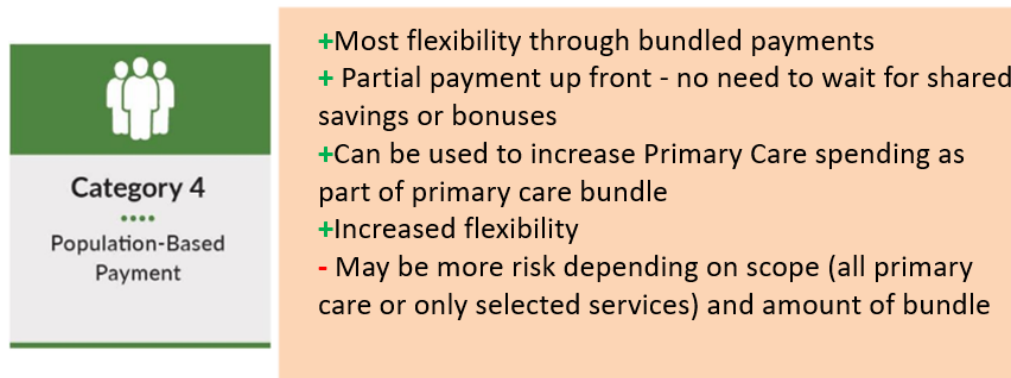 Category 4
Population-Based
Payment
+Most flexibility through bundled payments
+ Partial payment up front - no need to wait for shared
savings or bonuses
+Can be used to increase Primary Care spending as
part of primary care bundle
+Increased flexibility
- May be more risk depending on scope (all primary
care or only selected services) and amount of bundle